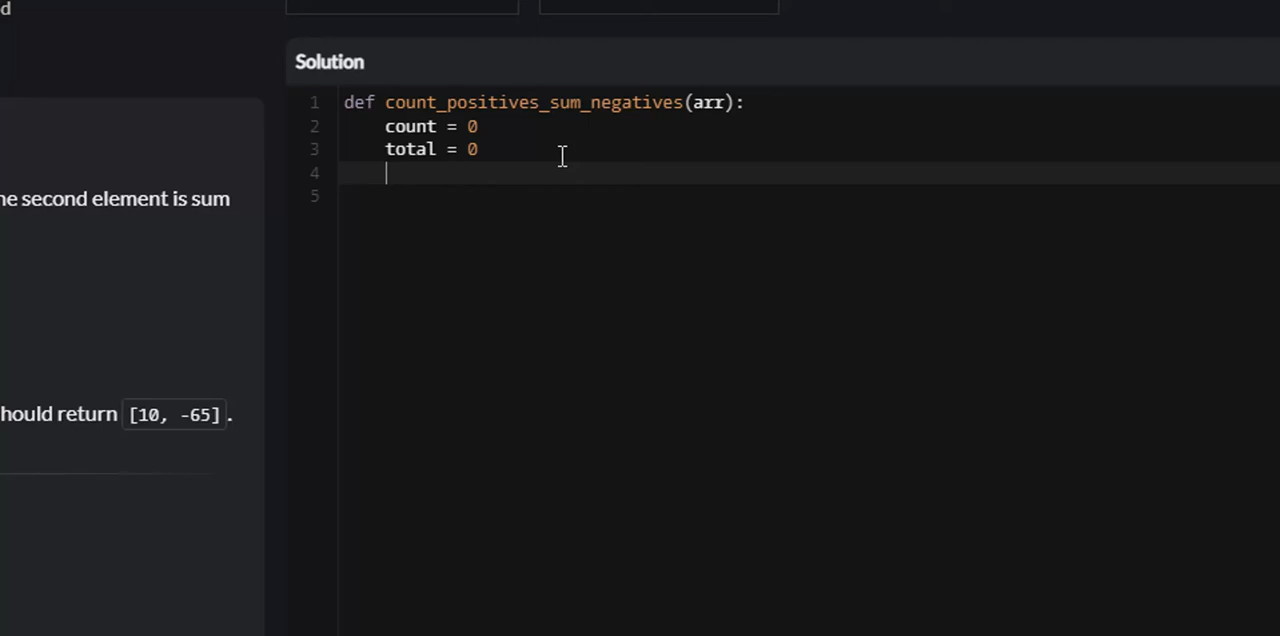 d
Solution
1 def count_positives_sum_negatives(arr):
2 count = 0
3 total = 0
4
5
he second element is sum
hould return [10, -65].